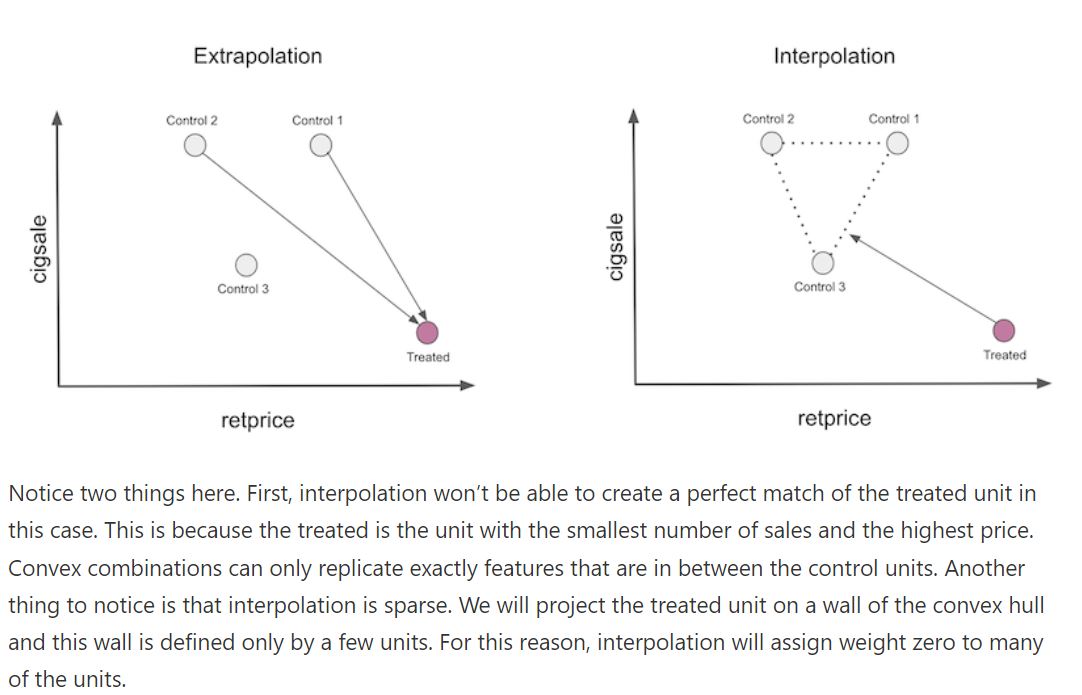 Extrapolation
Control 2
Control 1
cigsale
Control 3
Treated
retprice
Interpolation
Control 2
Control 1
cigsale
Control 3
Treated
retprice
Notice two things here. First, interpolation won’t be able to create a perfect match of the treated unit in
this case. This is because the treated is the unit with the smallest number of sales and the highest price.
Convex combinations can only replicate exactly features that are in between the control units. Another
thing to notice is that interpolation is sparse. We will project the treated unit on a wall of the convex hull
and this wall is defined only by a few units. For this reason, interpolation will assign weight zero to many
of the units.